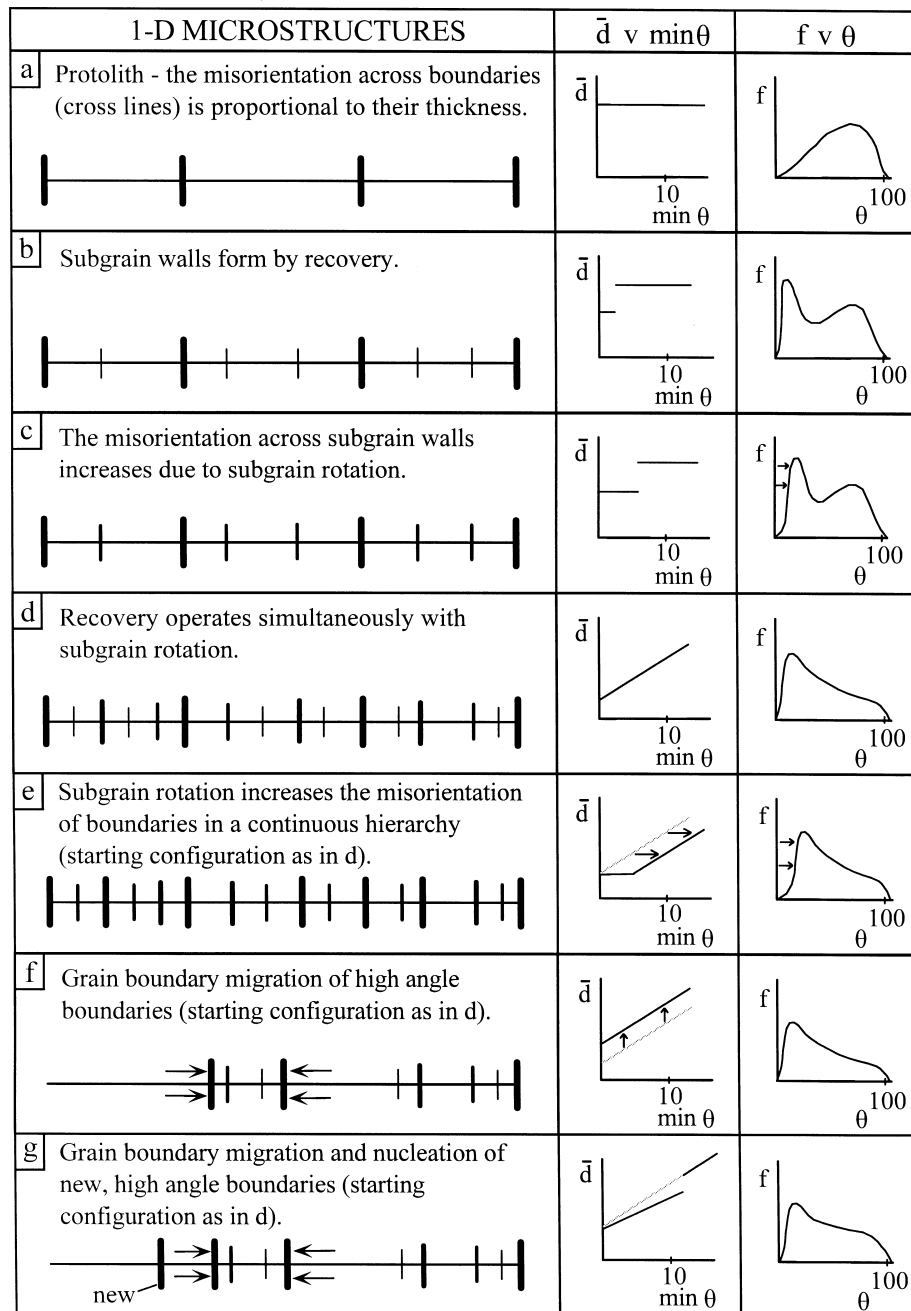 1-D MICROSTRUCTURES
d̄ v minθ
f v θ
a
Protolith - the misorientation across boundaries
(cross lines) is proportional to their thickness.
d̄
10
min θ
f
100
θ
b
Subgrain walls form by recovery.
d̄
10
min θ
f
100
θ
c
The misorientation across subgrain walls
increases due to subgrain rotation.
d̄
10
min θ
f
100
θ
d
Recovery operates simultaneously with
subgrain rotation.
d̄
10
min θ
f
100
θ
e
Subgrain rotation increases the misorientation
of boundaries in a continuous hierarchy
(starting configuration as in d).
d̄
10
min θ
f
100
θ
f
Grain boundary migration of high angle
boundaries (starting configuration as in d).
d̄
10
min θ
f
100
θ
g
Grain boundary migration and nucleation of
new, high angle boundaries (starting
configuration as in d).
new
d̄
10
min θ
f
100
θ